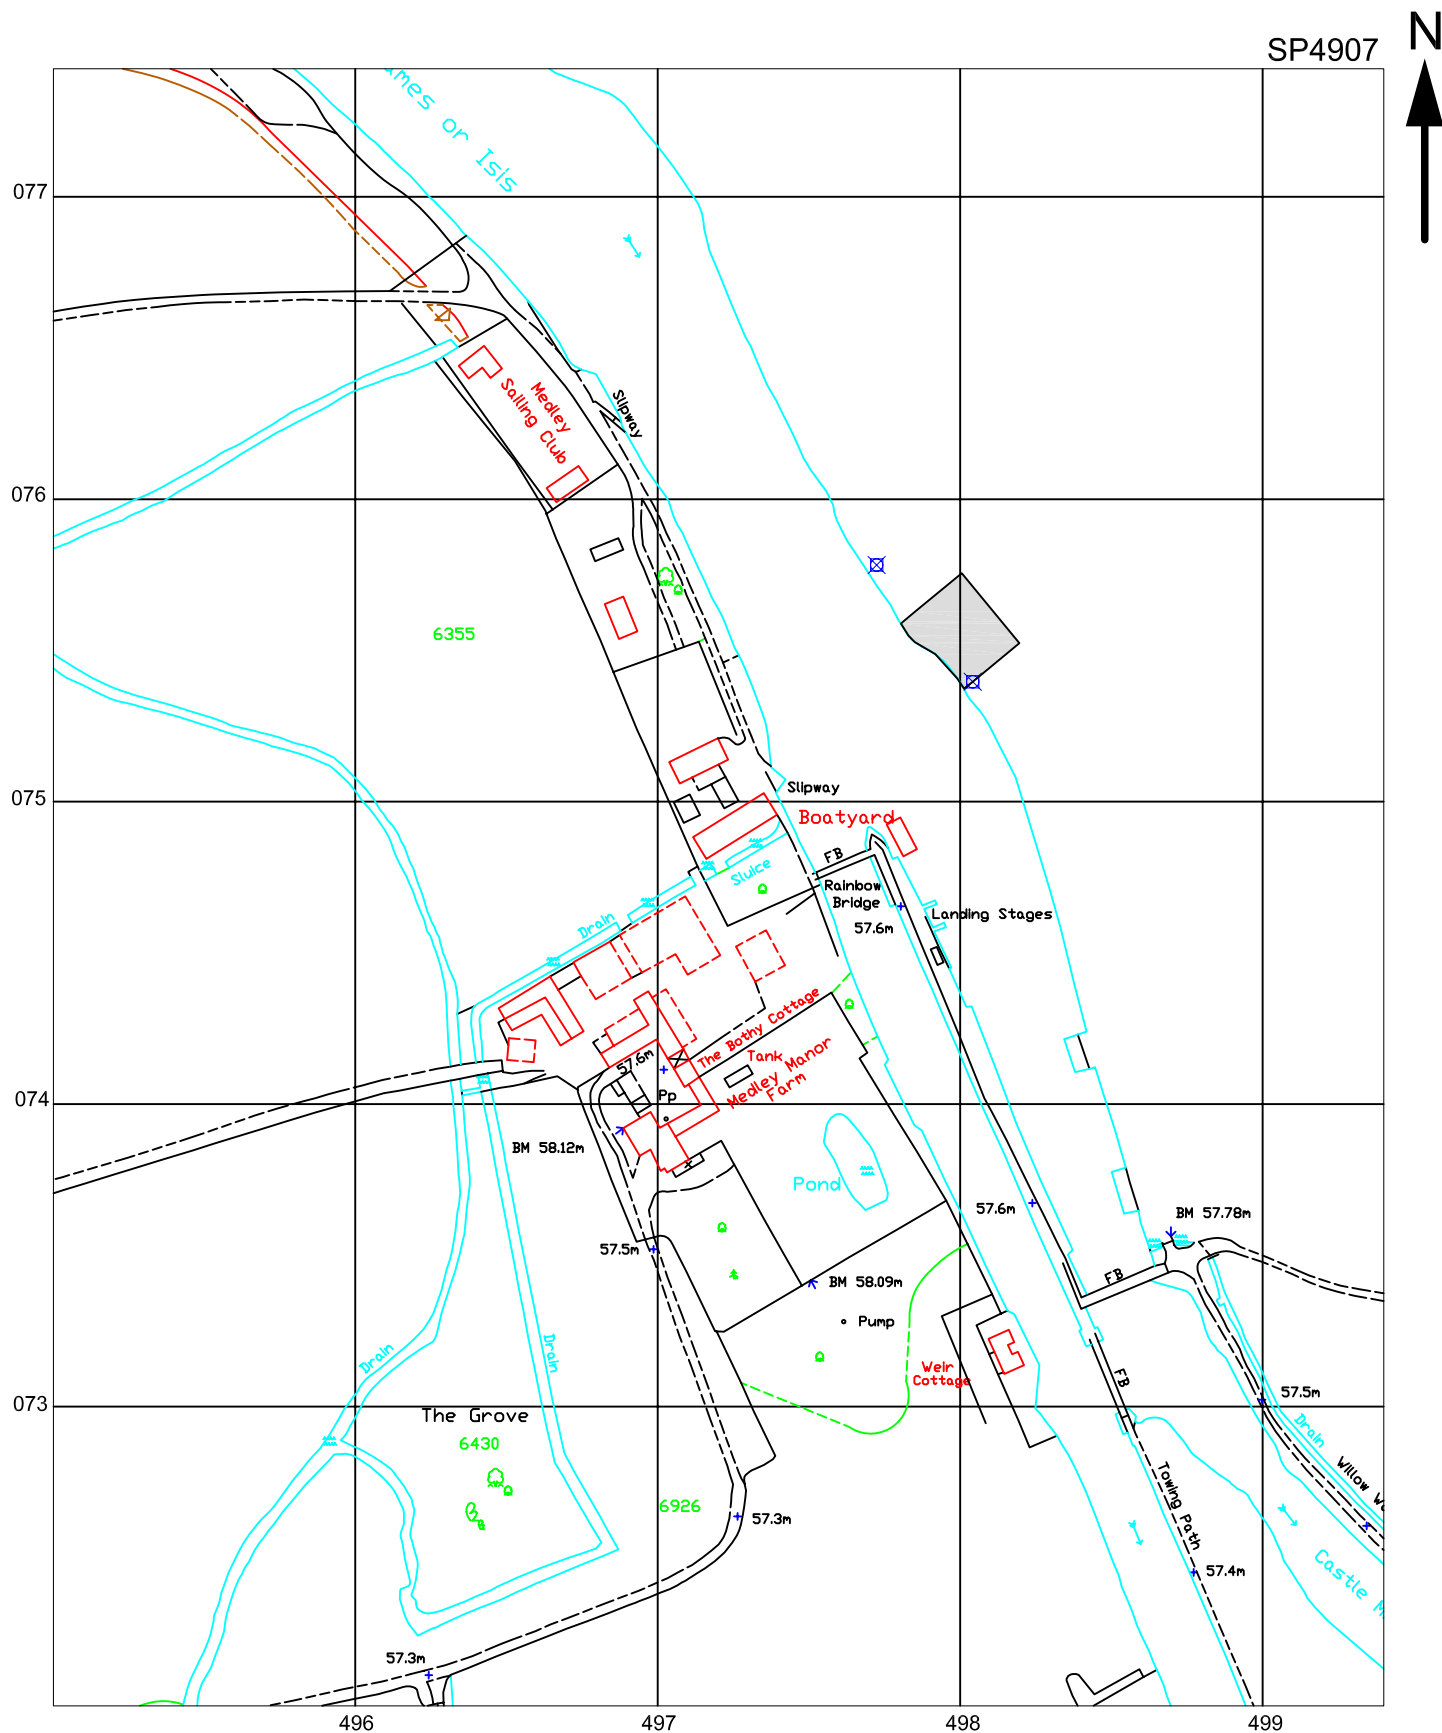 N
SP4907
ames or Isis
077
Slipway
Medley
Sailing Club
076
6355
075
Slipway
Boatyard
FB
Sluice
Rainbow
Bridge
Landing Stages
57.6m
Drain
The Bothy Cottage
57.6m
Tank
Medley Manor
Farm
074
Pp
BM 58.12m
Pond
57.6m
BM 57.78m
57.5m
FB
BM 58.09m
Pump
Drain
Drain
Weir
Cottage
FB
57.5m
073
The Grove
6430
Drain
Willow W
Towing Path
6926
57.3m
57.4m
Castle M
57.3m
496
497
498
499